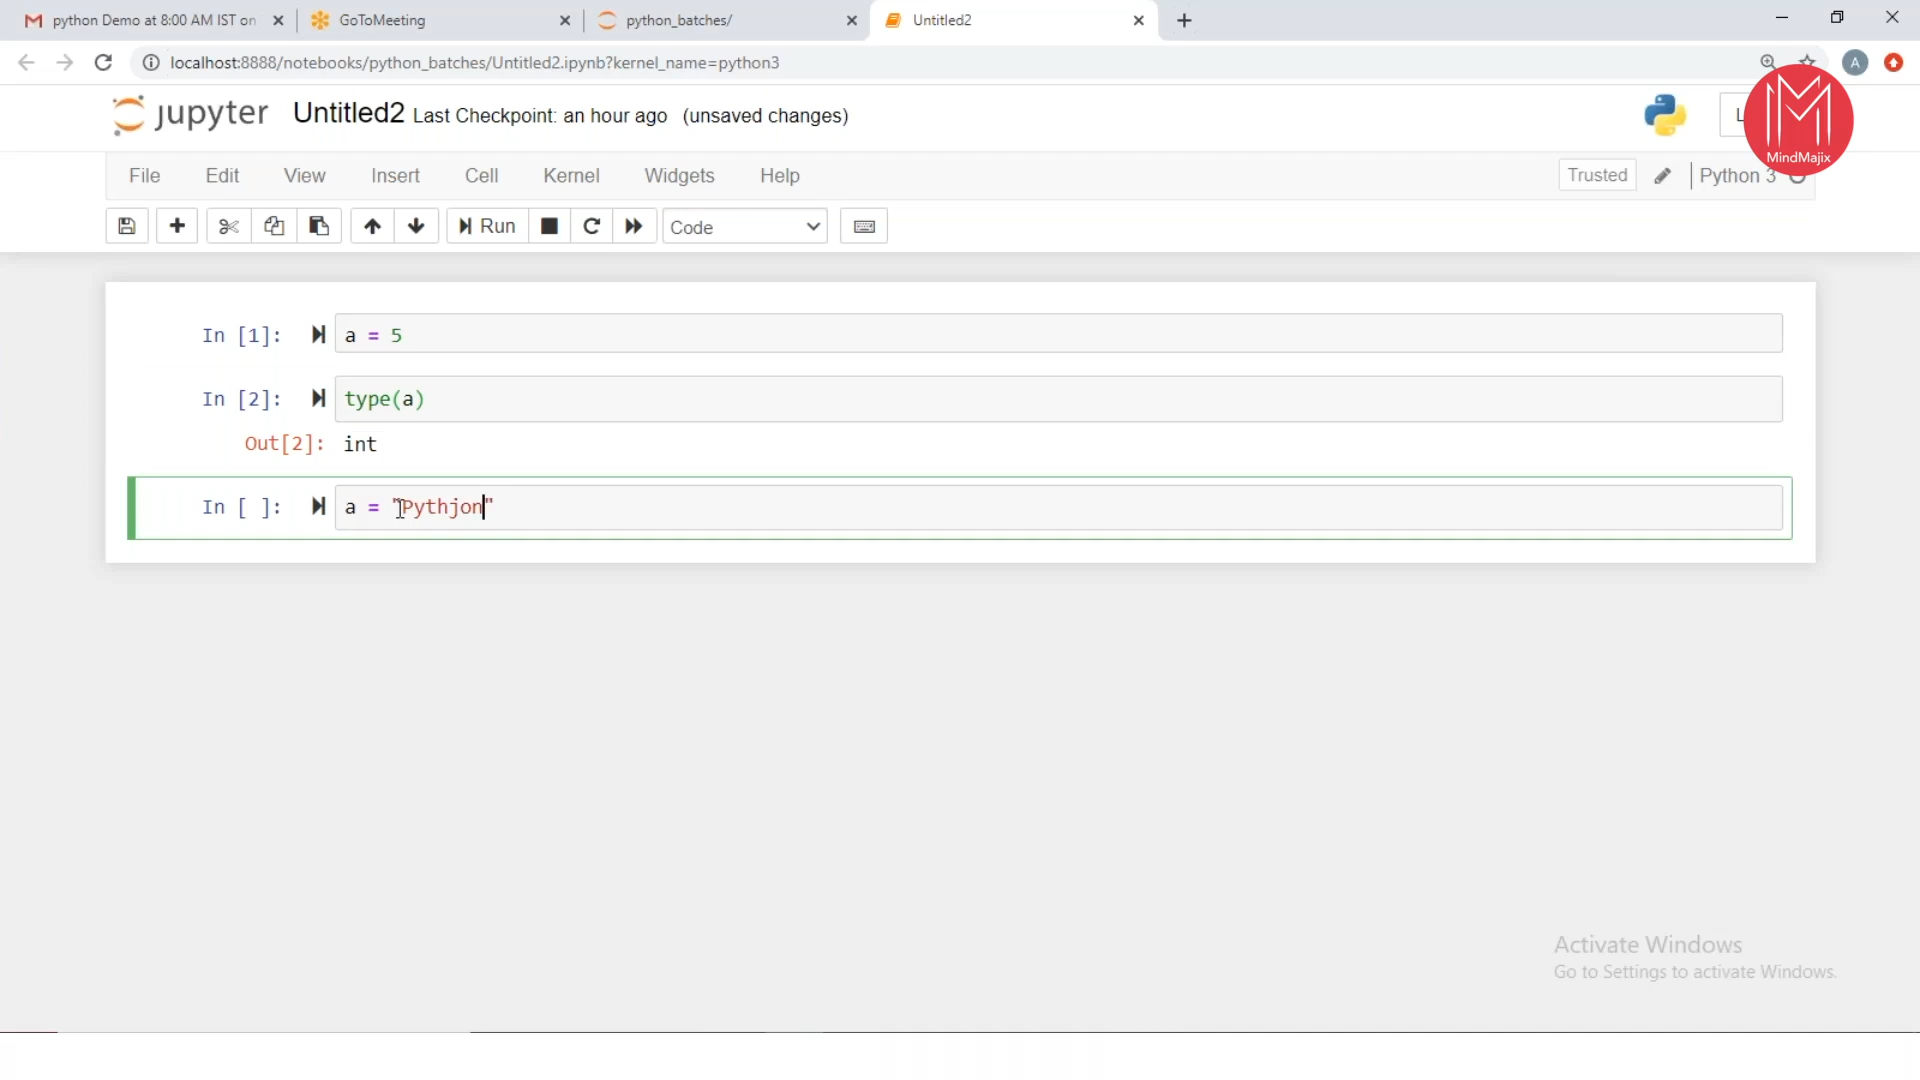 python Demo at 8:00 AM IST on
GoToMeeting
python_batches/
Untitled2
localhost:8888/notebooks/python_batches/Untitled2.ipynb?kernel_name=python3
A
jupyter Untitled2 Last Checkpoint: an hour ago (unsaved changes)
MindMajix
File Edit View Insert Cell Kernel Widgets Help
Trusted
Python 3
Run
Code
In [1]: a = 5
In [2]: type(a)
Out[2]: int
In [ ]: a = "Pythjon"
Activate Windows
Go to Settings to activate Windows.